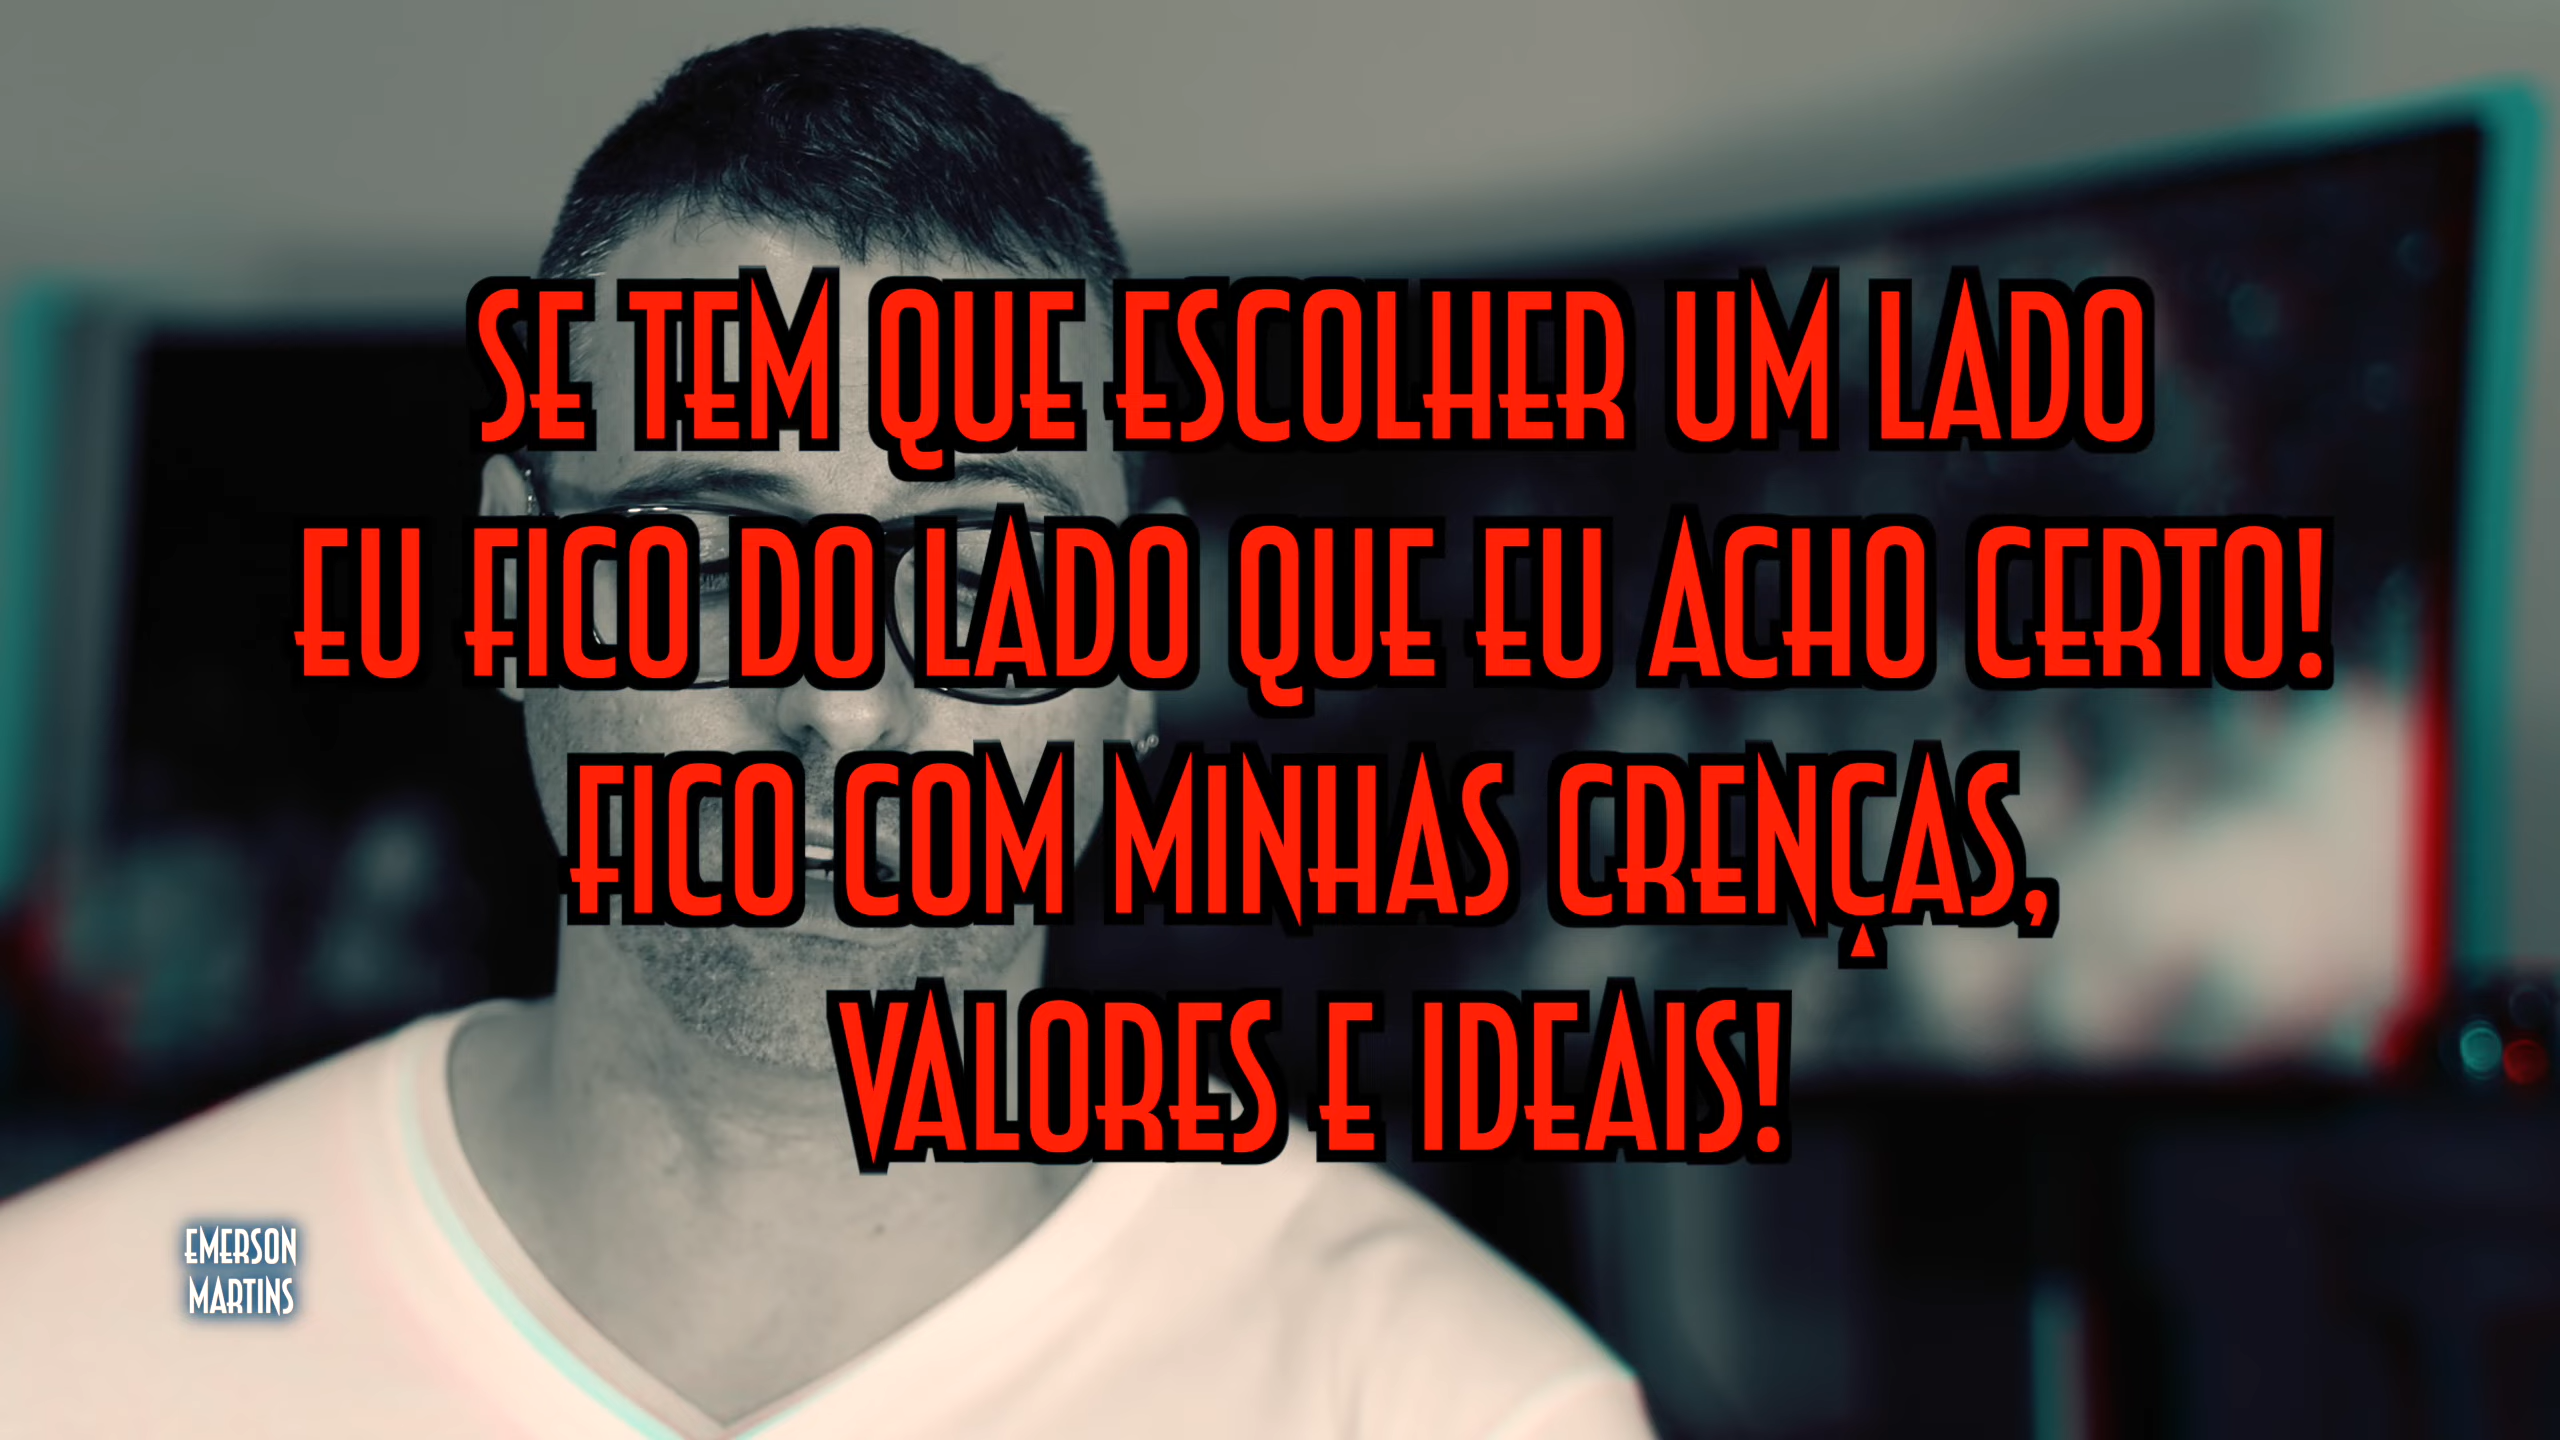 SE TEM QUE ESCOLHER UM LADO
EU FICO DO LADO QUE EU ACHO CERTO!
FICO COM MINHAS CRENÇAS,
VALORES E IDEAIS!
EMERSON
MARTINS